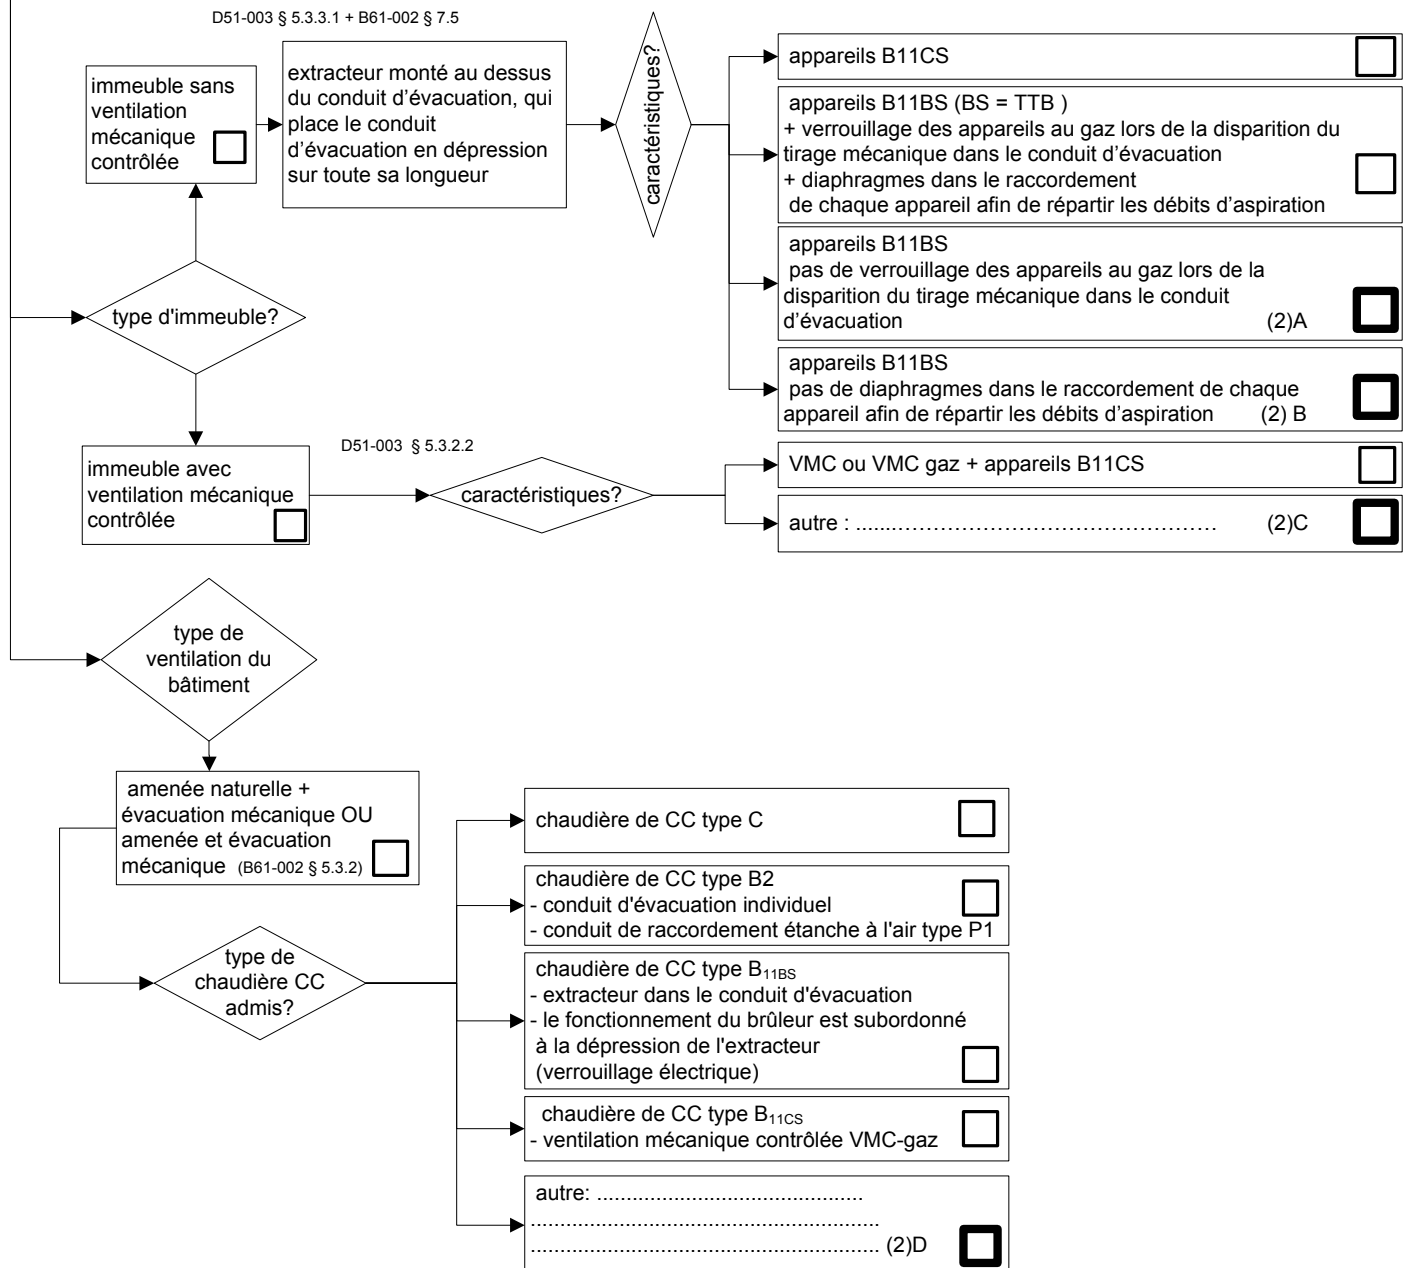 D51-003 § 5.3.3.1 + B61-002 § 7.5
immeuble sans
ventilation
mécanique
contrôlée
extracteur monté au dessus
du conduit d'évacuation, qui
place le conduit
d'évacuation en dépression
sur toute sa longueur
caractéristiques?
appareils B11CS
appareils B11BS (BS = TTB )
+ verrouillage des appareils au gaz lors de la disparition du
tirage mécanique dans le conduit d'évacuation
+ diaphragmes dans le raccordement
de chaque appareil afin de répartir les débits d'aspiration
appareils B11BS
pas de verrouillage des appareils au gaz lors de la
disparition du tirage mécanique dans le conduit
d'évacuation (2)A
appareils B11BS
pas de diaphragmes dans le raccordement de chaque
appareil afin de répartir les débits d'aspiration (2) B
type d'immeuble?
D51-003 § 5.3.2.2
immeuble avec
ventilation mécanique
contrôlée
caractéristiques?
VMC ou VMC gaz + appareils B11CS
autre : .......……………………………………… (2)C
type de
ventilation du
bâtiment
amenée naturelle +
évacuation mécanique OU
amenée et évacuation
mécanique (B61-002 § 5.3.2)
type de
chaudière CC
admis?
chaudière de CC type C
chaudière de CC type B2
- conduit d'évacuation individuel
- conduit de raccordement étanche à l'air type P1
chaudière de CC type B11BS
- extracteur dans le conduit d'évacuation
- le fonctionnement du brûleur est subordonné
à la dépression de l'extracteur
(verrouillage électrique)
chaudière de CC type B11CS
- ventilation mécanique contrôlée VMC-gaz
autre: .............................................
...........................................................
........................................................... (2)D